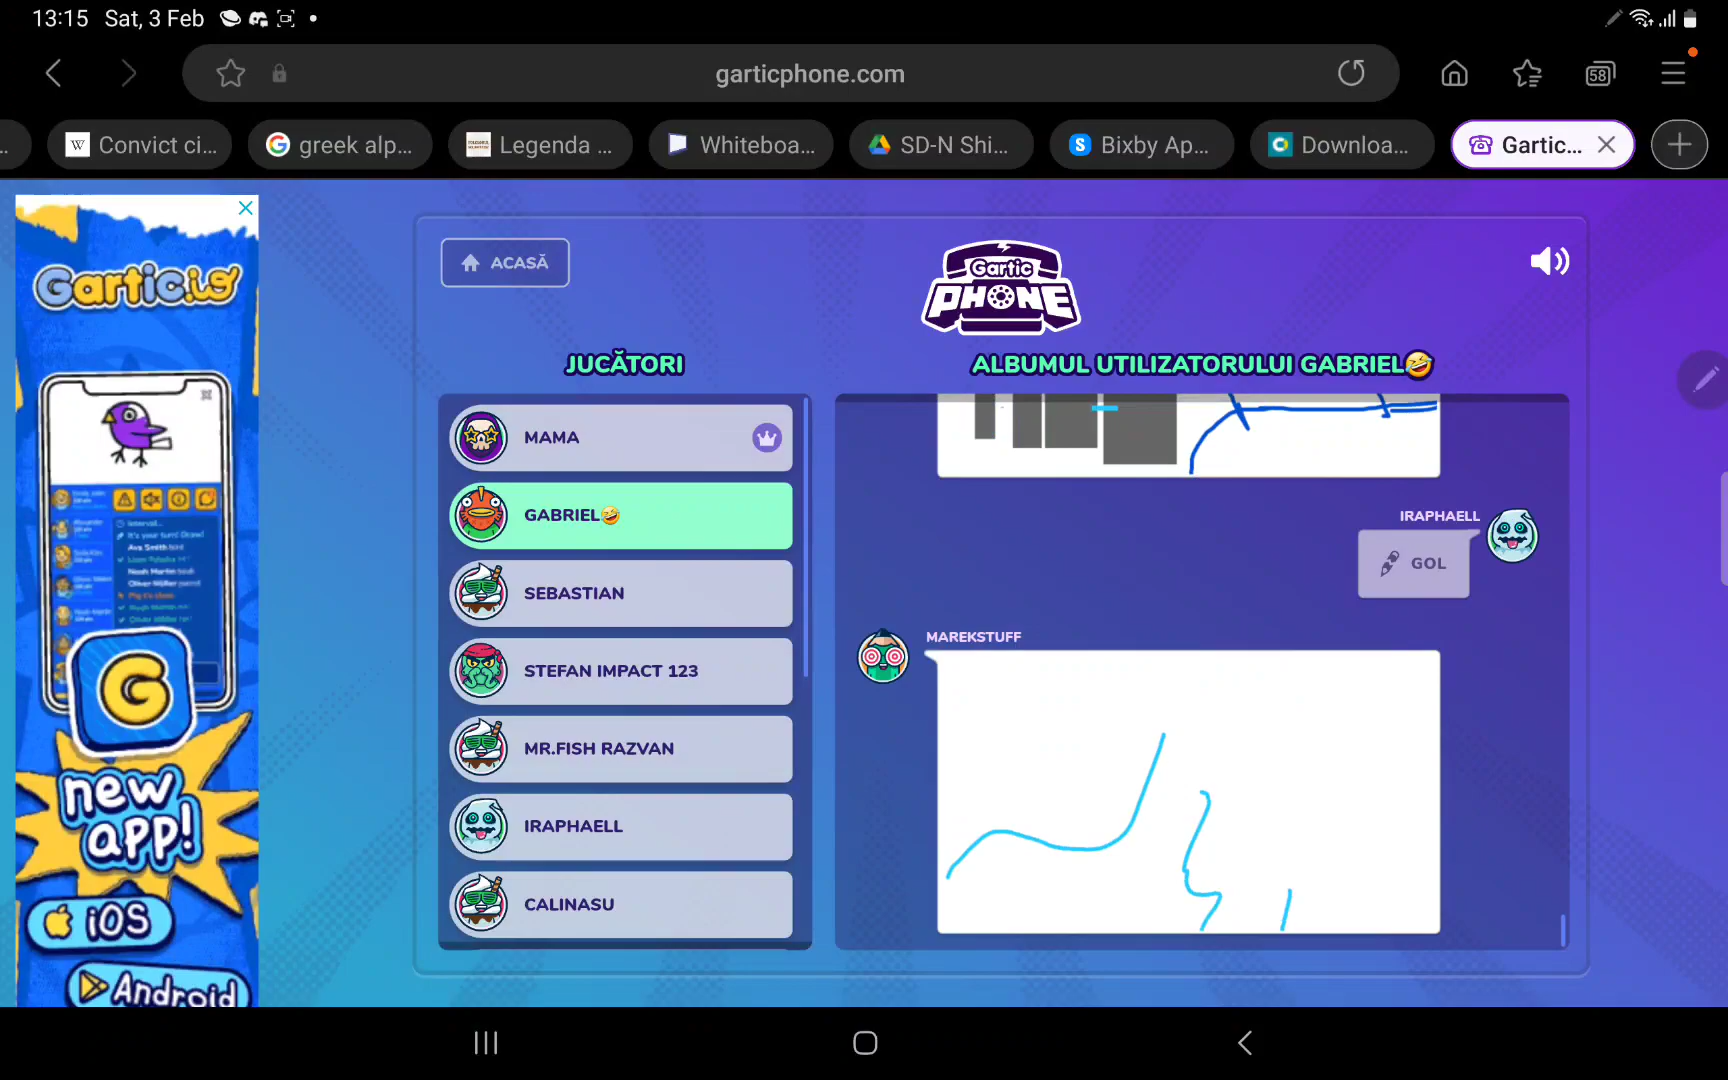 13:15 Sat, 3 Feb
garticphone.com
58
... W Convict ci... greek alp... Legenda ... Whiteboa... SD-N Shi... Bixby Ap... Downloa... Gartic...
Gartic.io
new
app!
iOS
Android
ACASĂ
Gartic
PHONE
JUCĂTORI
MAMA
GABRIEL🤣
SEBASTIAN
STEFAN IMPACT 123
MR.FISH RAZVAN
IRAPHAELL
CALINASU
ALBUMUL UTILIZATORULUI GABRIEL🤣
IRAPHAELL
GOL
MAREKSTUFF